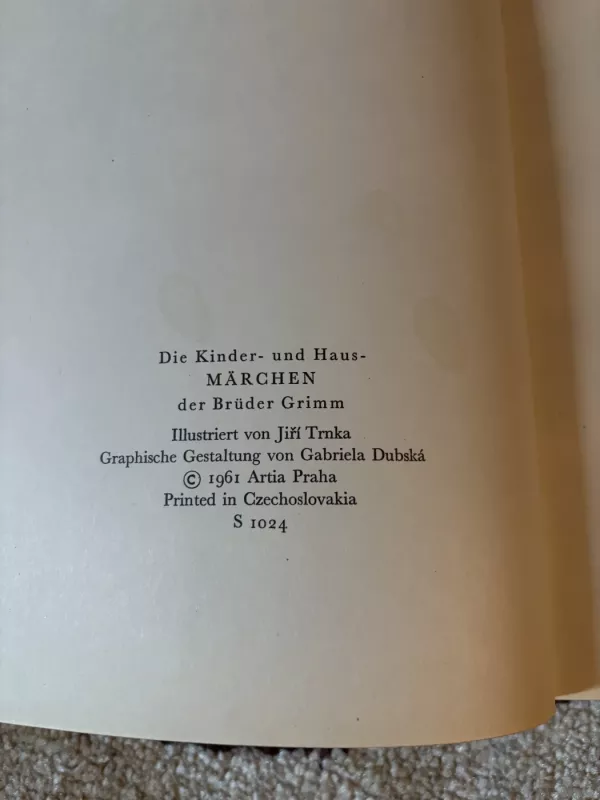 Die Kinder- und Haus-
MÄRCHEN
der Brüder Grimm
Illustriert von Jiří Trnka
Graphische Gestaltung von Gabriela Dubská
© 1961 Artia Praha
Printed in Czechoslovakia
S 1024